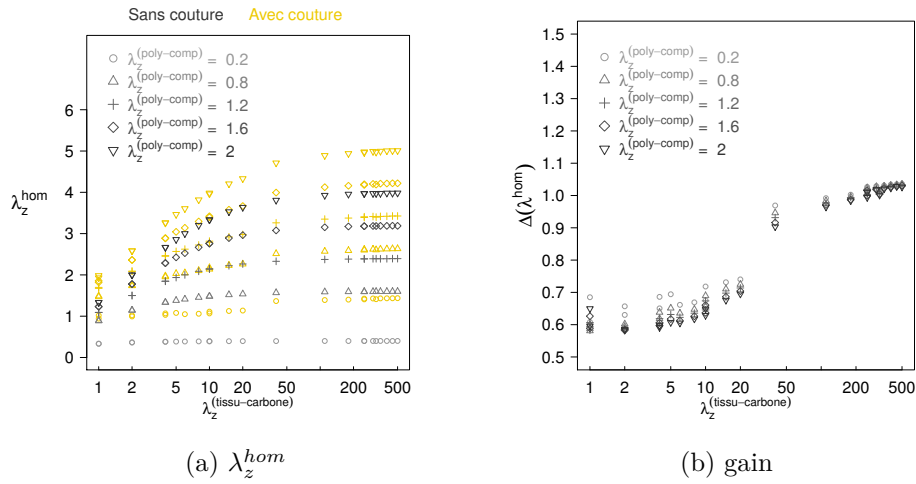 Sans couture Avec couture
λz(poly−comp) = 0.2
λz(poly−comp) = 0.8
λz(poly−comp) = 1.2
λz(poly−comp) = 1.6
λz(poly−comp) = 2
λzhom
7
6
5
4
3
2
1
0
1 2 5 10 20 50 200 500
λz(tissu−carbone)
(a) λzhom
λz(poly−comp) = 0.2
λz(poly−comp) = 0.8
λz(poly−comp) = 1.2
λz(poly−comp) = 1.6
λz(poly−comp) = 2
Δ(λhom)
1.5
1.4
1.3
1.2
1.1
1.0
0.9
0.8
0.7
0.6
0.5
1 2 5 10 20 50 200 500
λz(tissu−carbone)
(b) gain